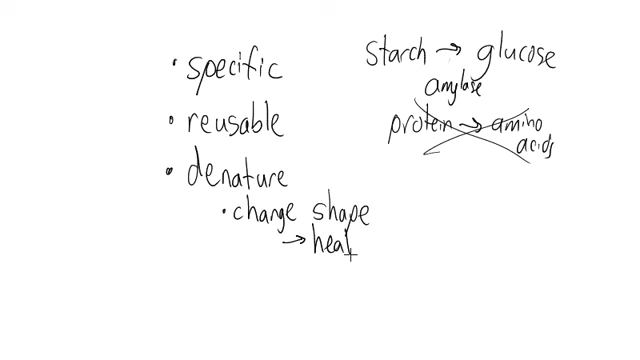 • specific
• reusable
• denature
• change shape
→ heat
starch → glucose
amylase
protein → amino
acids